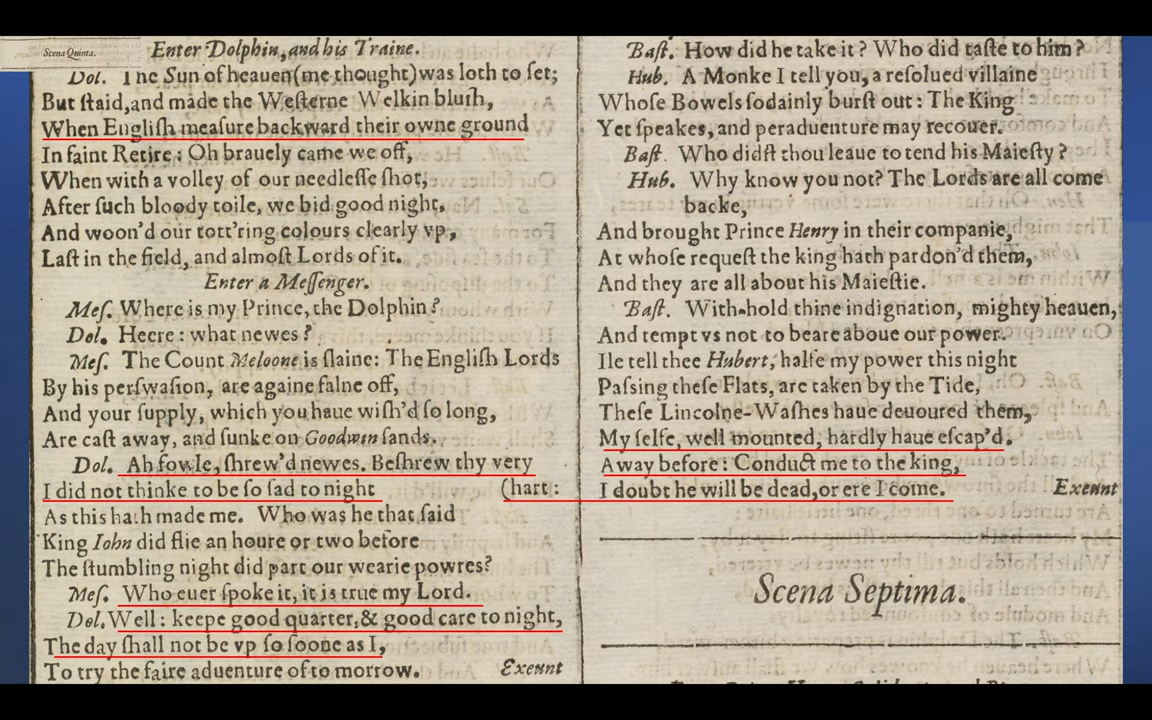 Scena Quinta.
Enter Dolphin, and his Traine.
Dol. The Sun of heauen (me thought) was loth to ſet;
But ſtaid, and made the Weſterne Welkin bluſh,
When Engliſh meaſure backward their owne ground
In faint Retire: Oh brauely came we off,
When with a volley of our needleſſe ſhot,
After ſuch bloody toile, we bid good night,
And woon'd our tott'ring colours clearly vp,
Laſt in the field, and almoſt Lords of it.
Enter a Meſſenger.
Meſ. Where is my Prince, the Dolphin?
Dol. Heere: what newes?
Meſ. The Count Meloone is ſlaine: The Engliſh Lords
By his perſwaſion, are againe falne off,
And your ſupply, which you haue wiſh'd ſo long,
Are caſt away, and ſunke on Goodwin ſands.
Dol. Ah fowle, ſhrew'd newes. Beſhrew thy very
I did not thinke to be ſo ſad to night (hart:
As this hath made me. Who was he that ſaid
King Iohn did flie an houre or two before
The ſtumbling night did part our wearie powres?
Meſ. Who euer ſpoke it, it is true my Lord.
Dol. Well: keepe good quarter, & good care to night,
The day ſhall not be vp ſo ſoone as I,
To try the faire aduenture of to morrow. Exeunt
Baſt. How did he take it? Who did taſte to him?
Hub. A Monke I tell you, a reſolued villaine
Whoſe Bowels ſodainly burſt out: The King
Yet ſpeakes, and peraduenture may recouer.
Baſt. Who didſt thou leaue to tend his Maieſty?
Hub. Why know you not? The Lords are all come
backe,
And brought Prince Henry in their companie,
At whoſe requeſt the king hath pardon'd them,
And they are all about his Maieſtie.
Baſt. With-hold thine indignation, mighty heauen,
And tempt vs not to beare aboue our power.
Ile tell thee Hubert, halfe my power this night
Paſſing theſe Flats, are taken by the Tide,
Theſe Lincolne-Waſhes haue deuoured them,
My ſelfe, well mounted, hardly haue eſcap'd.
Away before: Conduct me to the king,
I doubt he will be dead, or ere I come. Exeunt
Scena Septima.